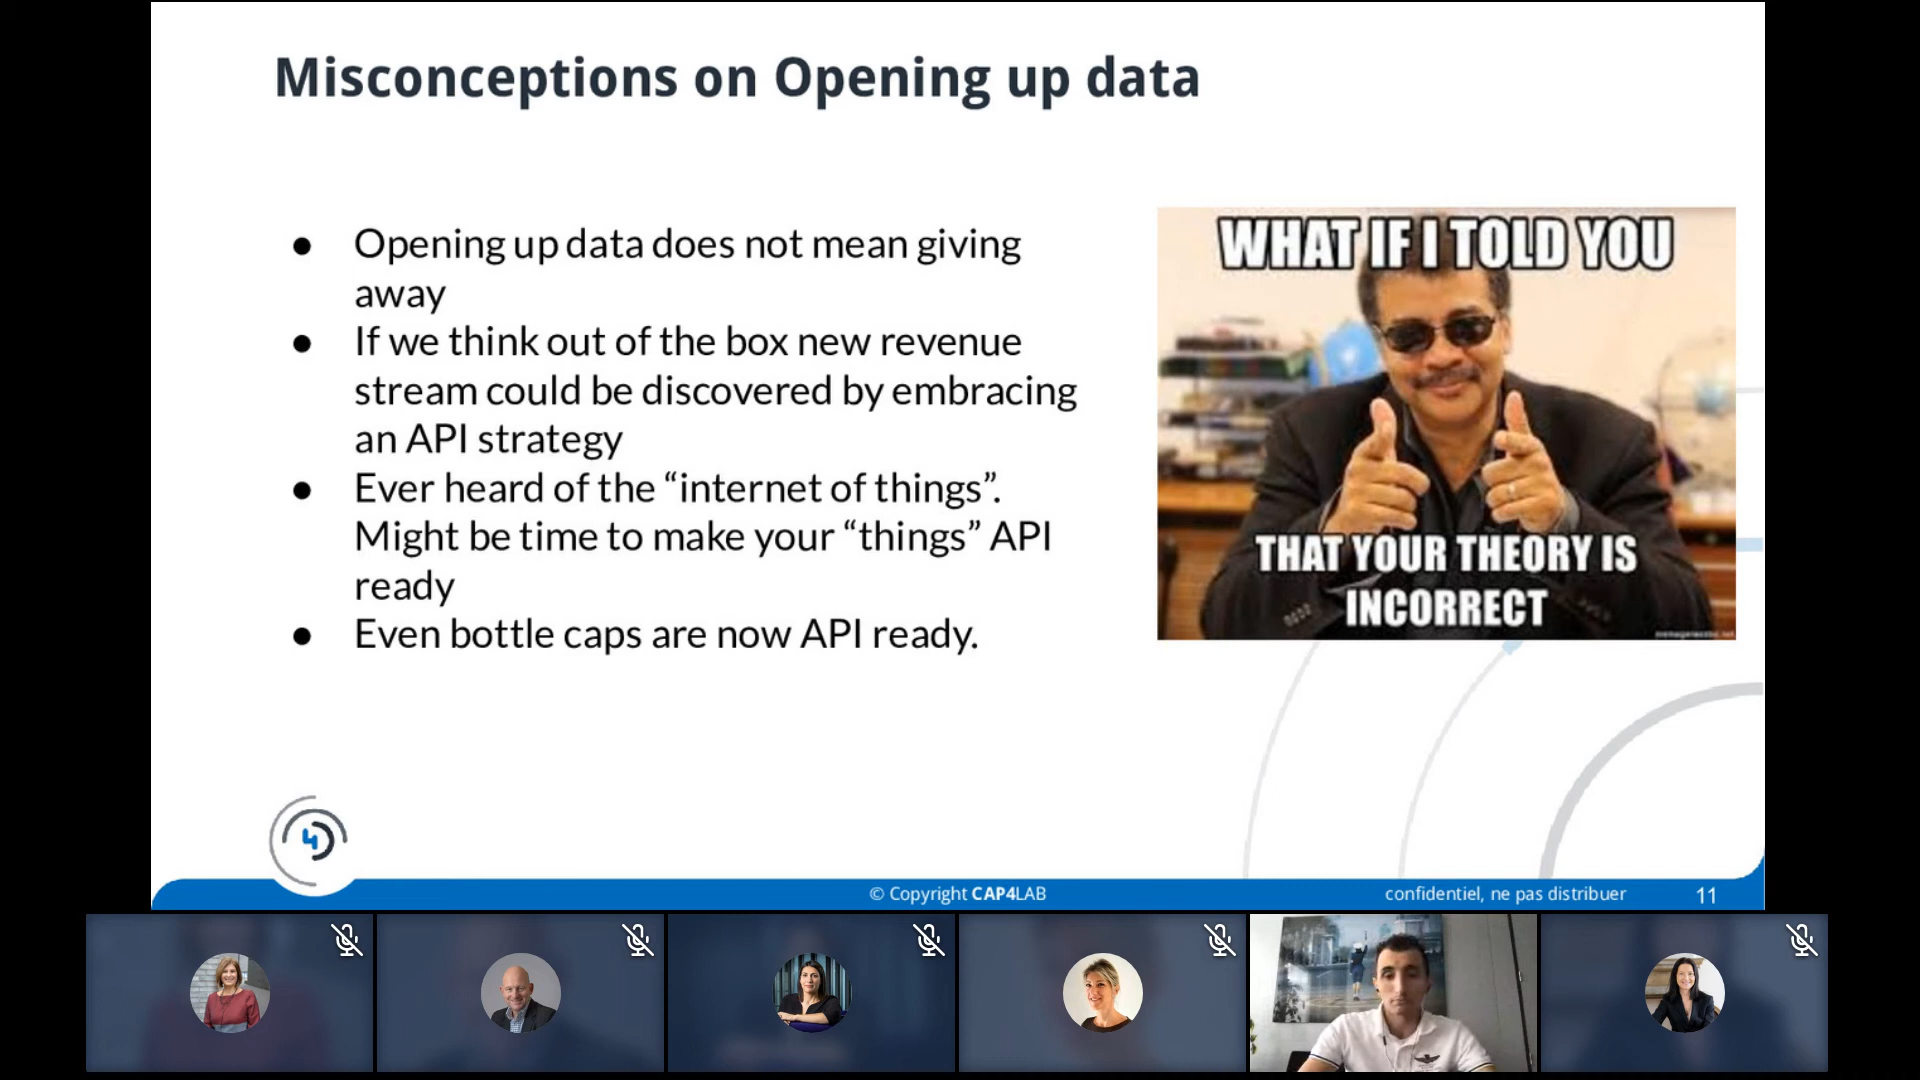 Misconceptions on Opening up data
● Opening up data does not mean giving
away
● If we think out of the box new revenue
stream could be discovered by embracing
an API strategy
● Ever heard of the “internet of things”.
Might be time to make your “things” API
ready
● Even bottle caps are now API ready.
WHAT IF I TOLD YOU
THAT YOUR THEORY IS
INCORRECT
4
© Copyright CAP4LAB
confidentiel, ne pas distribuer
11